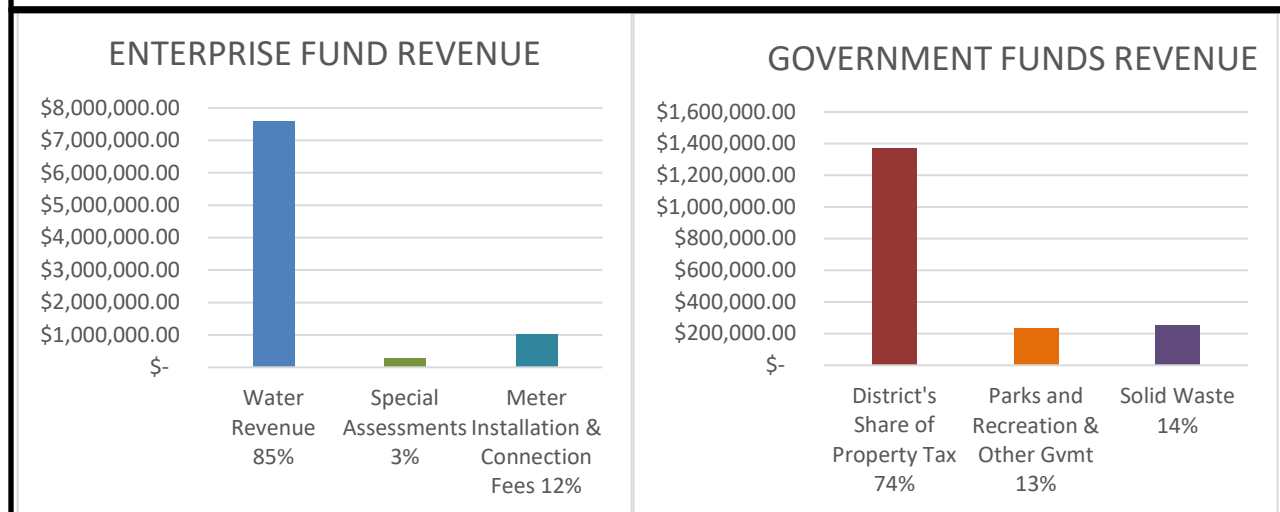 ENTERPRISE FUND REVENUE
$8,000,000.00
$7,000,000.00
$6,000,000.00
$5,000,000.00
$4,000,000.00
$3,000,000.00
$2,000,000.00
$1,000,000.00
$-
Water
Revenue
85%
Special
Assessments
3%
Meter
Installation &
Connection
Fees 12%
GOVERNMENT FUNDS REVENUE
$1,600,000.00
$1,400,000.00
$1,200,000.00
$1,000,000.00
$800,000.00
$600,000.00
$400,000.00
$200,000.00
$-
District's
Share of
Property Tax
74%
Parks and
Recreation &
Other Gvmt
13%
Solid Waste
14%